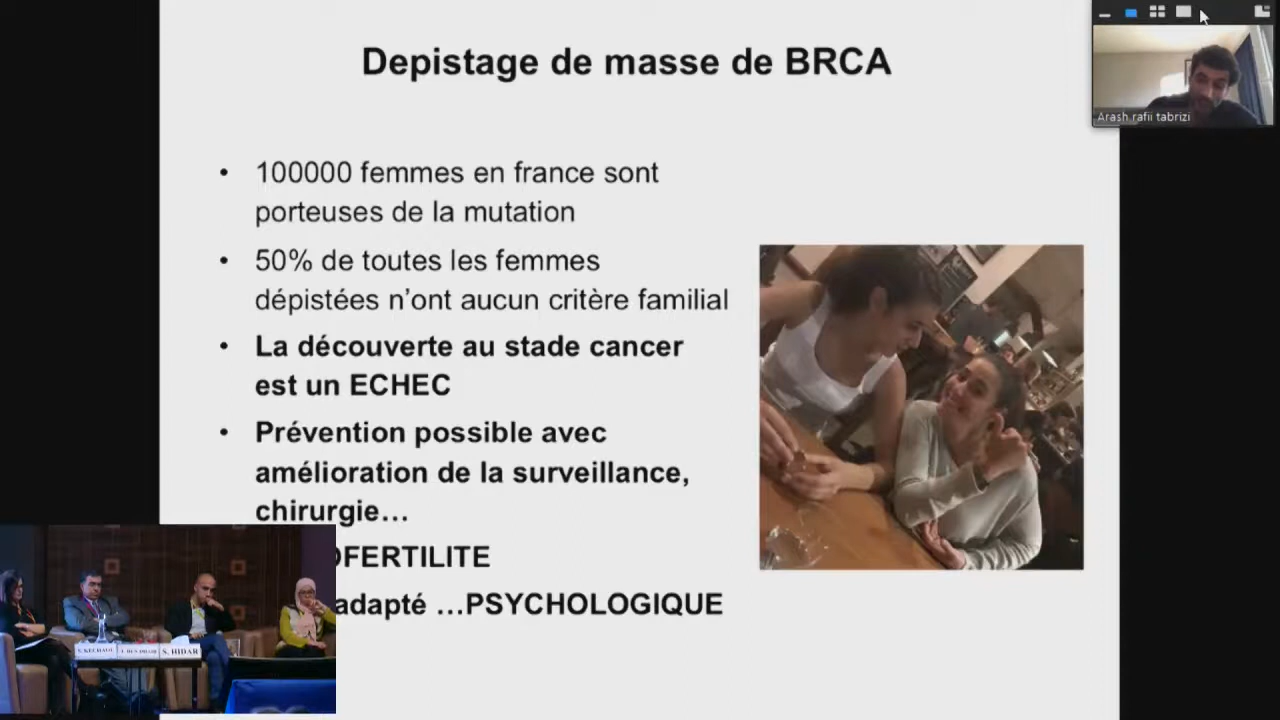 Depistage de masse de BRCA
Arash rafii tabrizi
• 100000 femmes en france sont
porteuses de la mutation
• 50% de toutes les femmes
dépistées n’ont aucun critère familial
• La découverte au stade cancer
est un ECHEC
• Prévention possible avec
amélioration de la surveillance,
chirurgie…
OFERTILITE
adapté …PSYCHOLOGIQUE
S. HIDAR